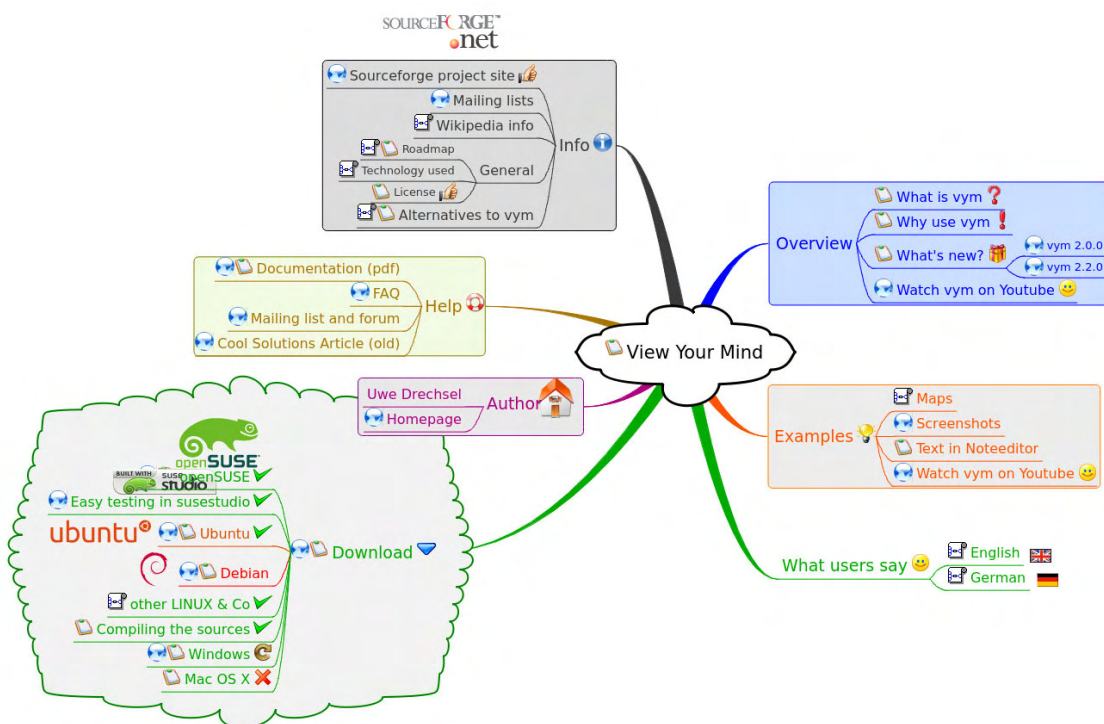 SOURCEFORGE™
.net
Sourceforge project site
Mailing lists
Wikipedia info
Roadmap
Technology used
License
General
Alternatives to vym
Info
Overview
What is vym
Why use vym
What's new?
vym 2.0.0
vym 2.2.0
Watch vym on Youtube
Documentation (pdf)
FAQ
Mailing list and forum
Cool Solutions Article (old)
Help
View Your Mind
Uwe Drechsel
Homepage
Author
Examples
Maps
Screenshots
Text in Noteeditor
Watch vym on Youtube
What users say
English
German
openSUSE
BUILT WITH
SUSE
studio
openSUSE
Easy testing in susestudio
ubuntu
Ubuntu
Debian
other LINUX & Co
Compiling the sources
Windows
Mac OS X
Download